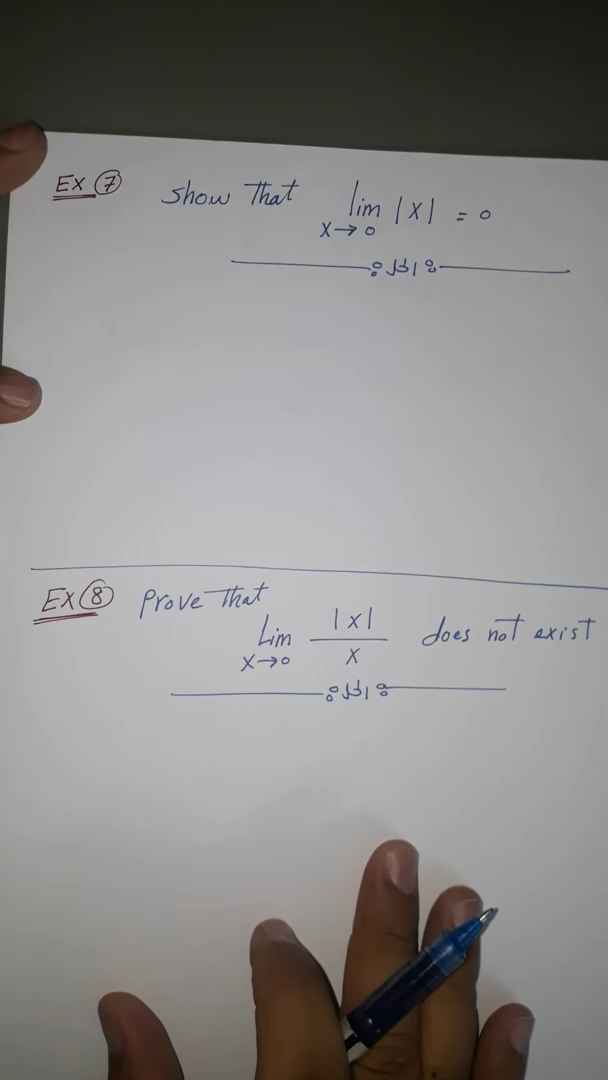 Ex ⑦ Show That lim |x| = 0
x→0
الحل
Ex ⑧ Prove That
Lim |x|/x does not exist
x→0
الحل